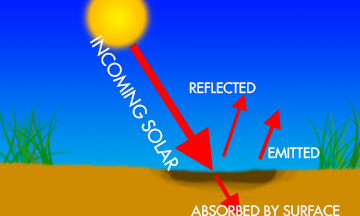 INCOMING SOLAR
REFLECTED
EMITTED
ABSORBED BY SURFACE